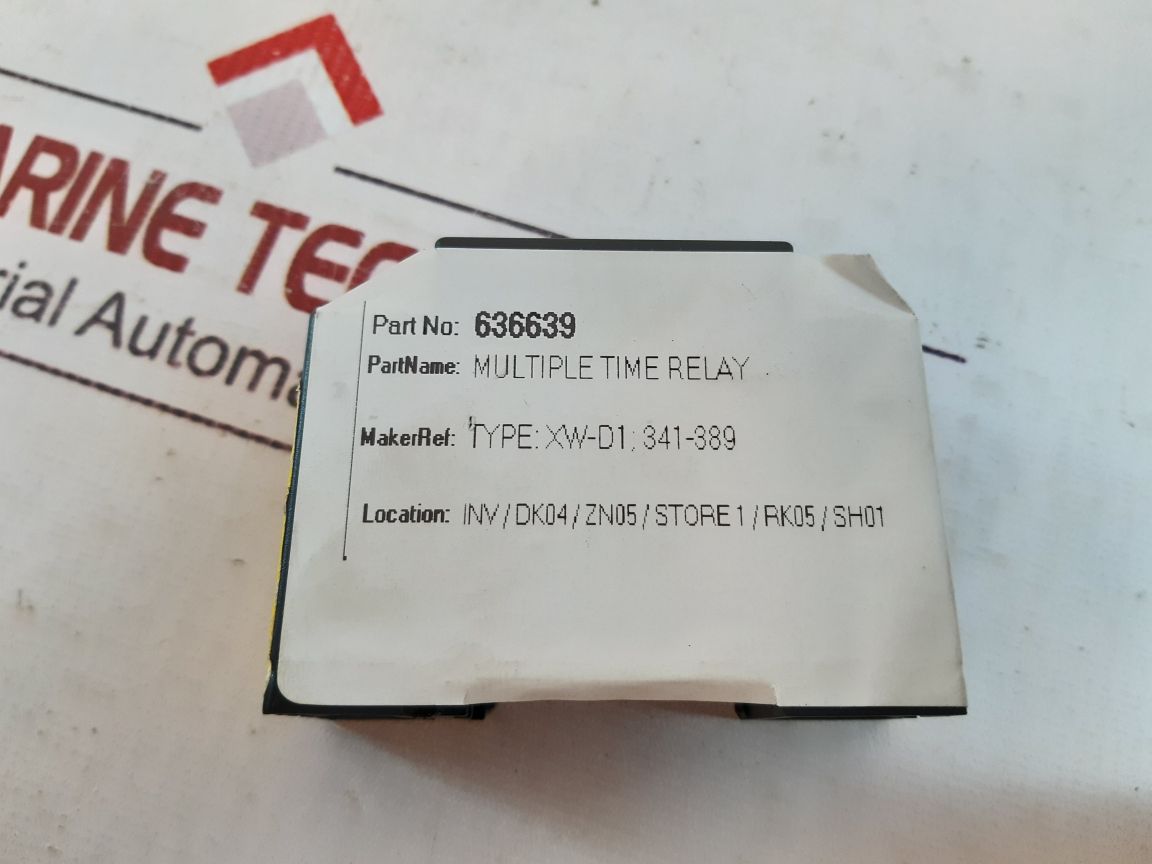 ARINE TEC
rial Automa
Part No: 636639
PartName: MULTIPLE TIME RELAY
MakerRef: TYPE: XW-D1; 341-389
Location: INV / DK04 / ZN05 / STORE 1 / RK05 / SH01